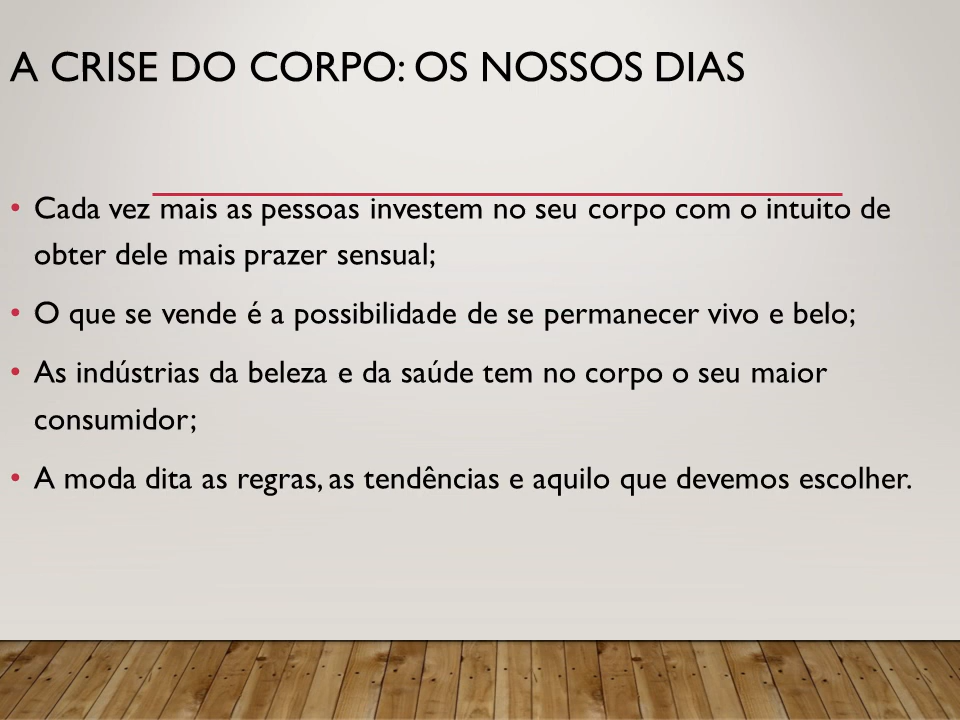 A CRISE DO CORPO: OS NOSSOS DIAS
• Cada vez mais as pessoas investem no seu corpo com o intuito de
obter dele mais prazer sensual;
• O que se vende é a possibilidade de se permanecer vivo e belo;
• As indústrias da beleza e da saúde tem no corpo o seu maior
consumidor;
• A moda dita as regras, as tendências e aquilo que devemos escolher.